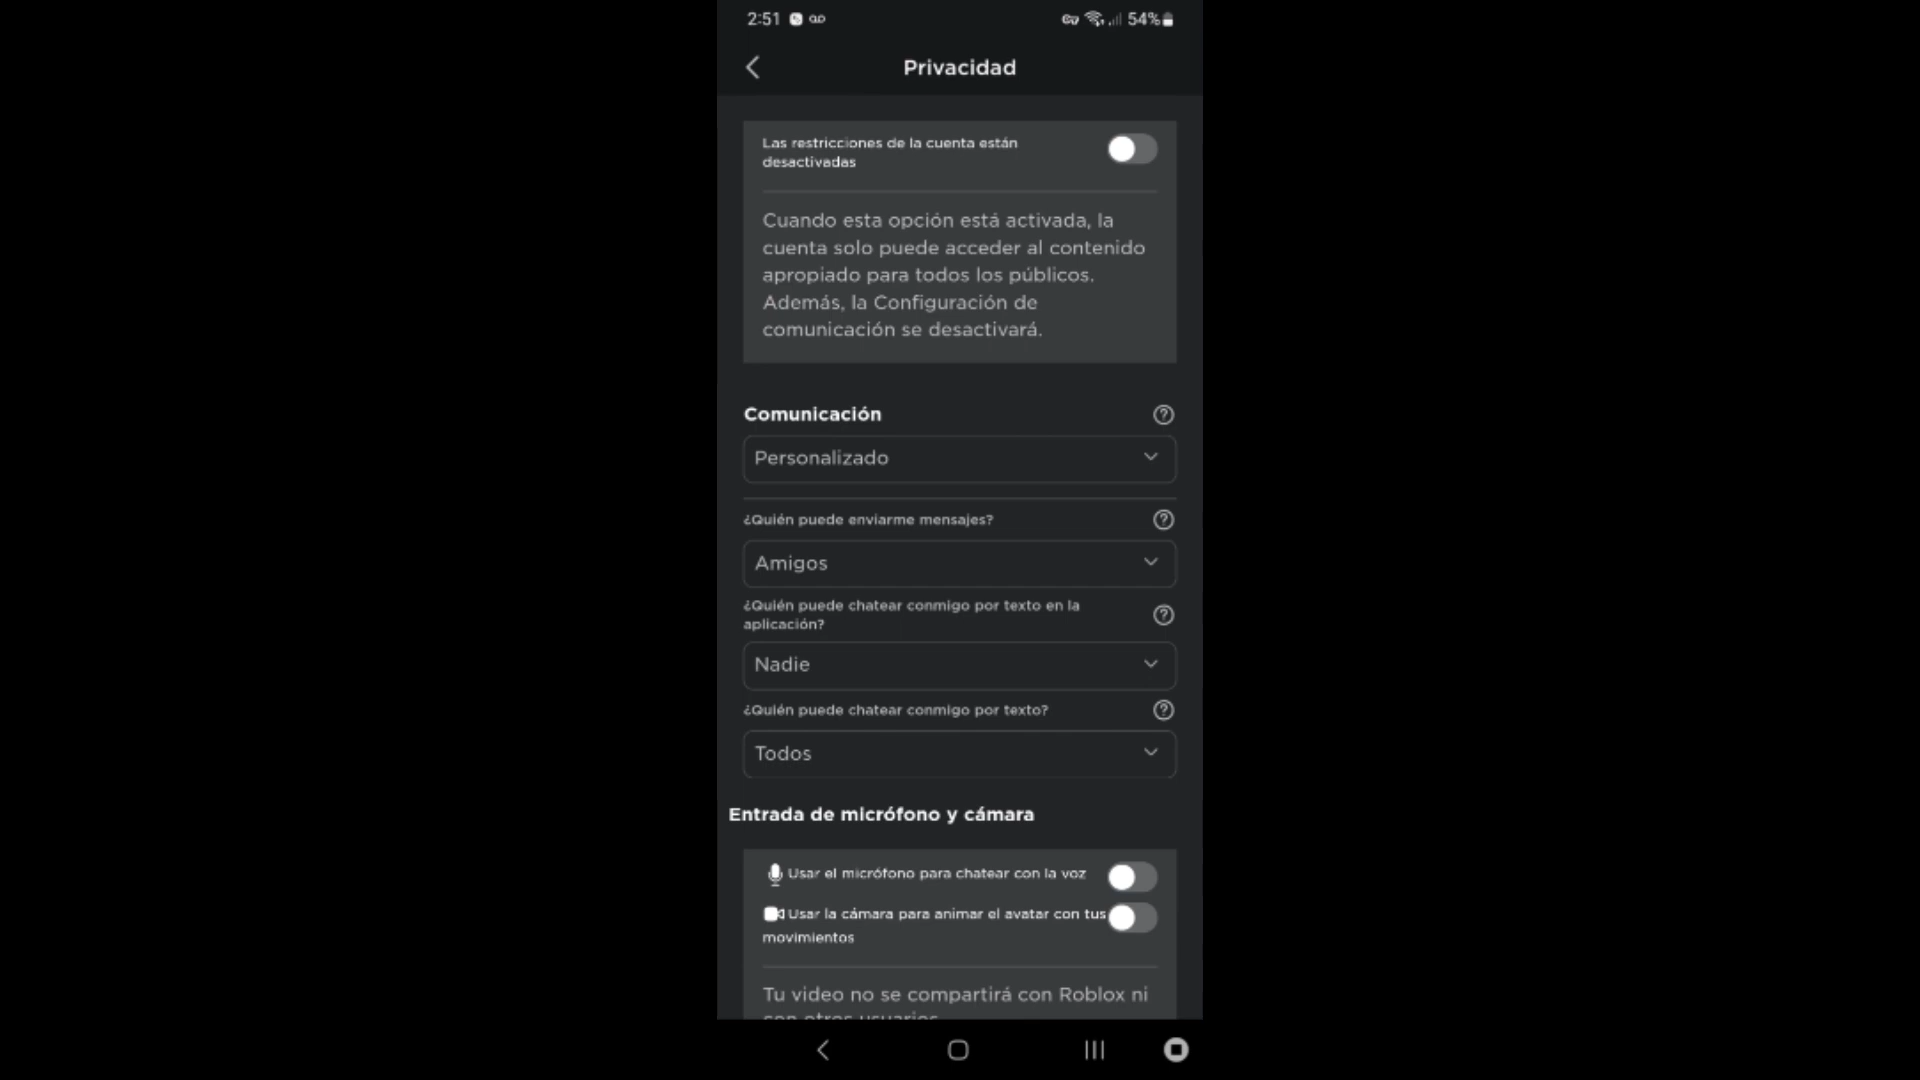 2:51
54%
Privacidad
Las restricciones de la cuenta están
desactivadas
Cuando esta opción está activada, la
cuenta solo puede acceder al contenido
apropiado para todos los públicos.
Además, la Configuración de
comunicación se desactivará.
Comunicación
Personalizado
¿Quién puede enviarme mensajes?
Amigos
¿Quién puede chatear conmigo por texto en la
aplicación?
Nadie
¿Quién puede chatear conmigo por texto?
Todos
Entrada de micrófono y cámara
Usar el micrófono para chatear con la voz
Usar la cámara para animar el avatar con tus
movimientos
Tu video no se compartirá con Roblox ni
con otros usuarios